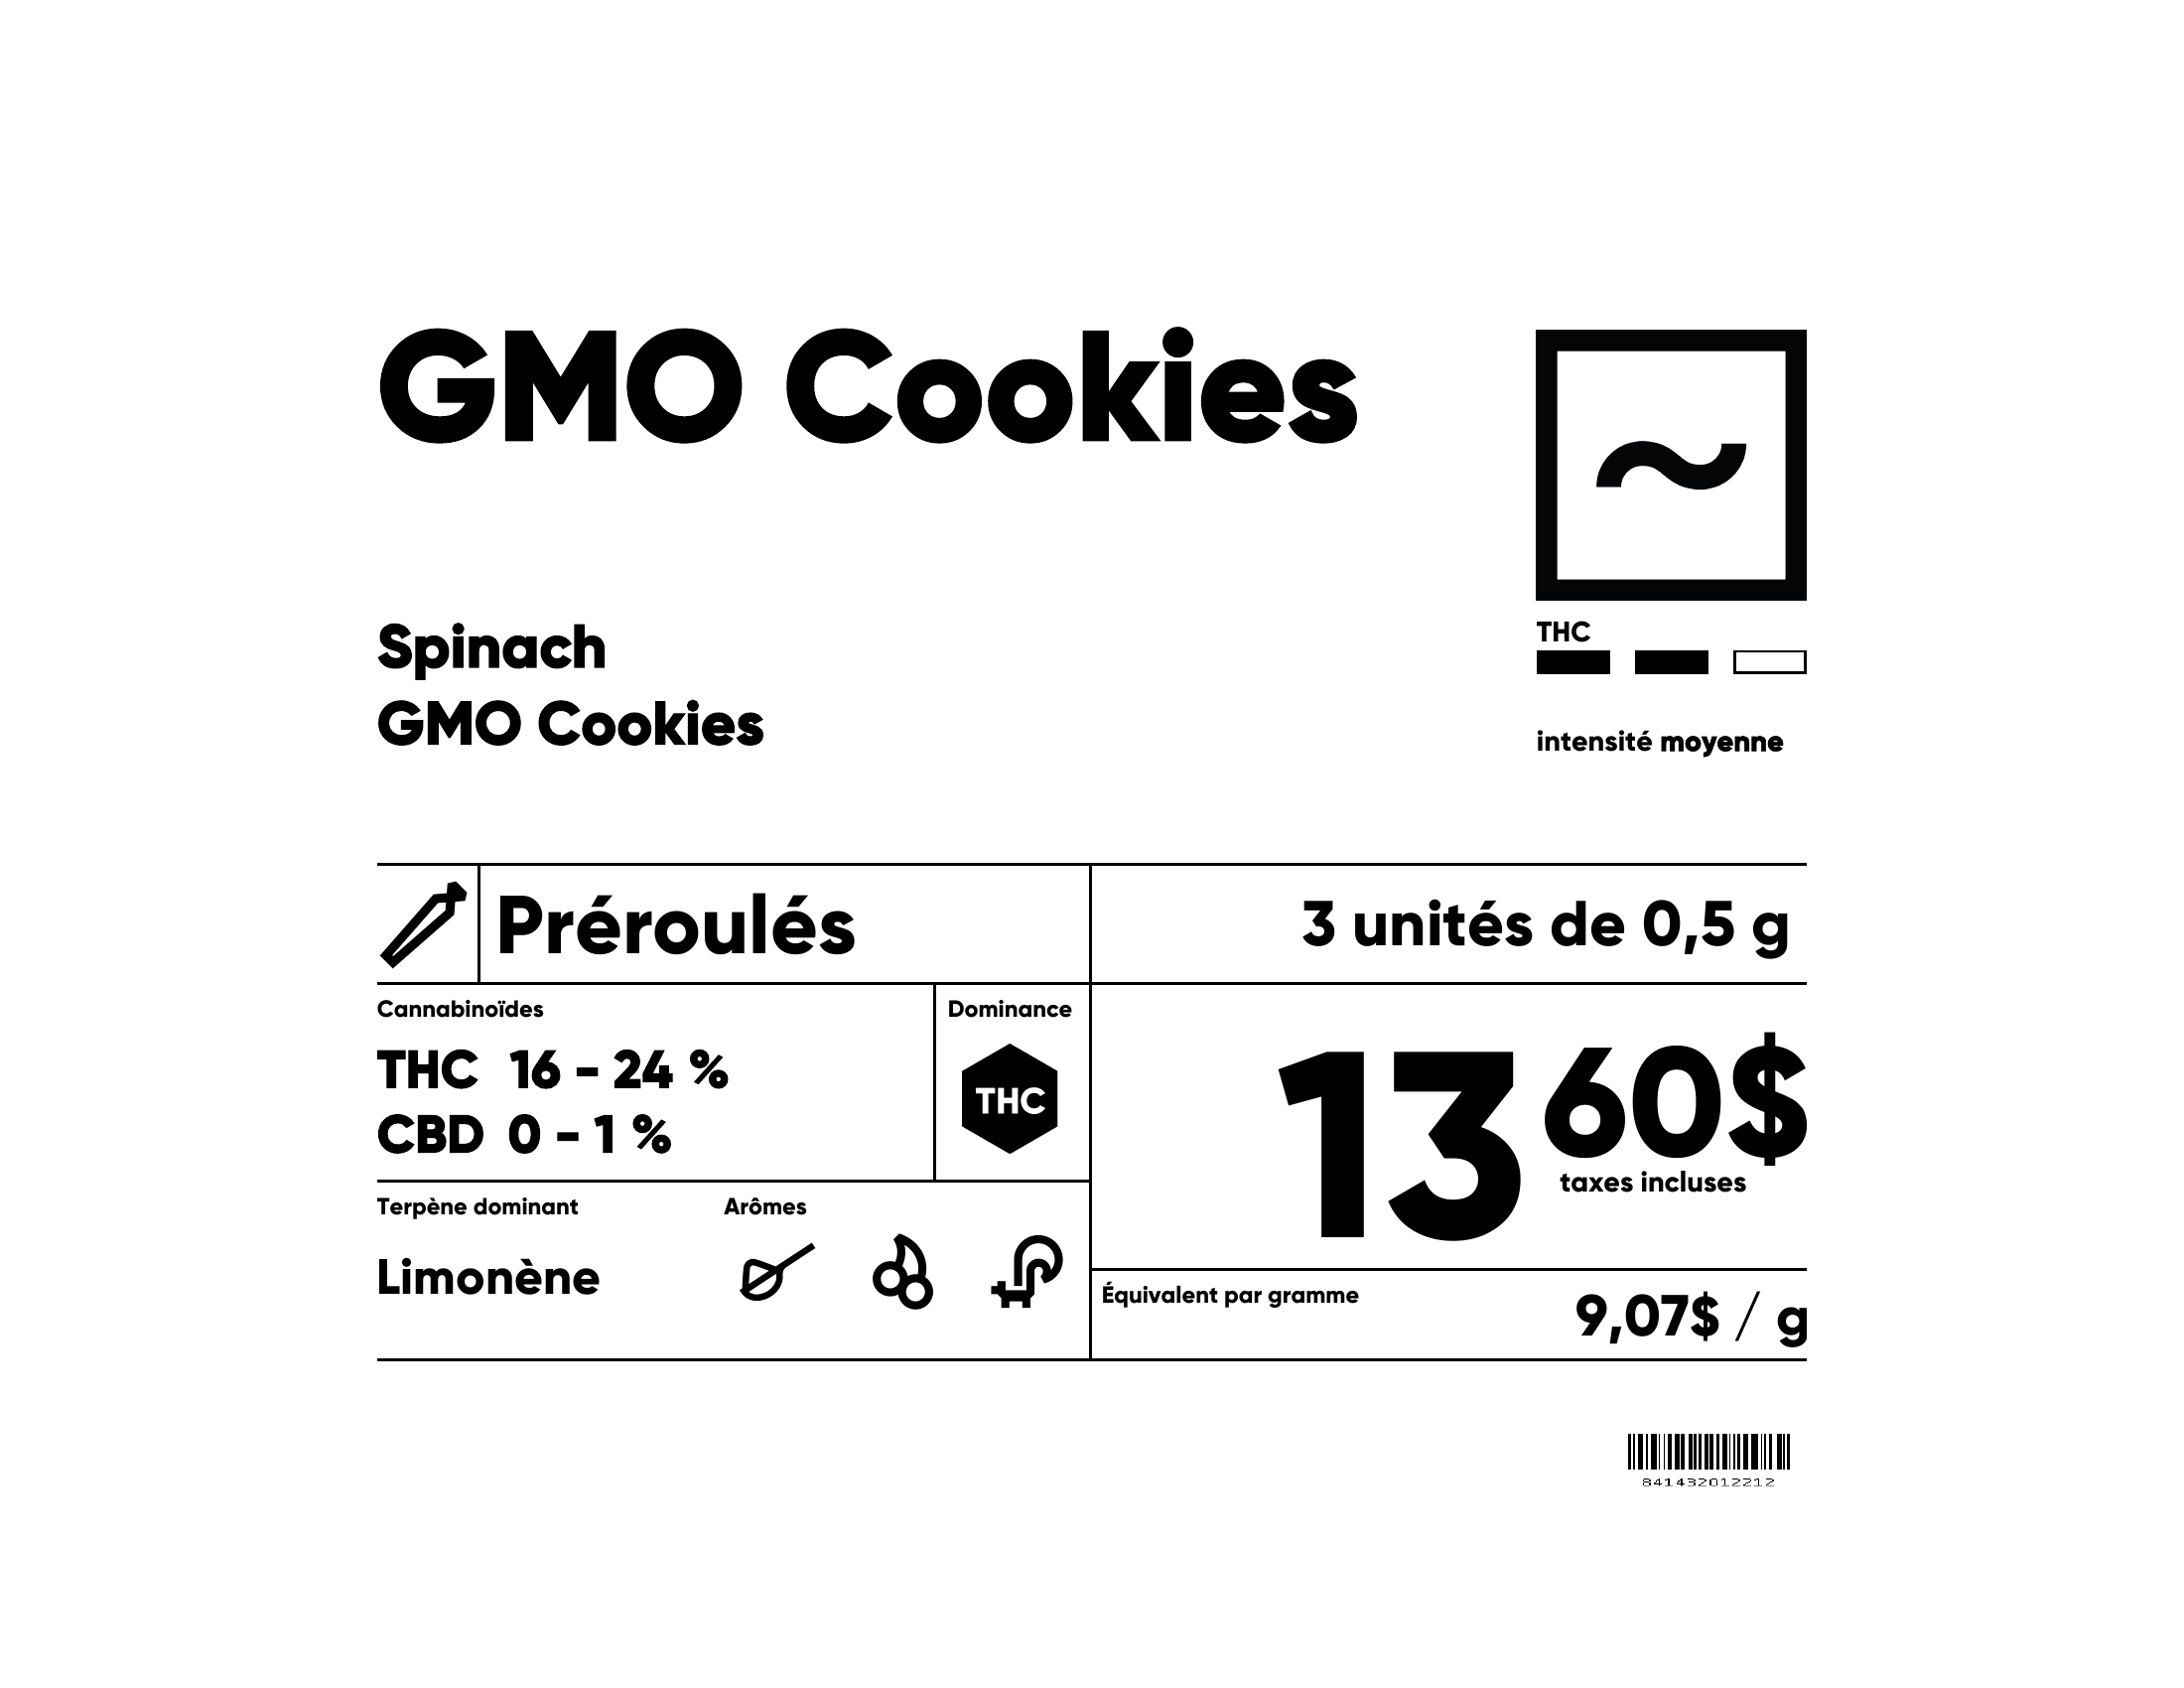 GMO Cookies
~
Spinach
GMO Cookies
THC
intensité moyenne
Préroulés
3 unités de 0,5 g
Cannabinoïdes
THC 16 - 24 %
CBD 0 - 1 %
Dominance
THC
13 60$
taxes incluses
Terpène dominant
Limonène
Arômes
Équivalent par gramme
9,07$ / g
841432012212